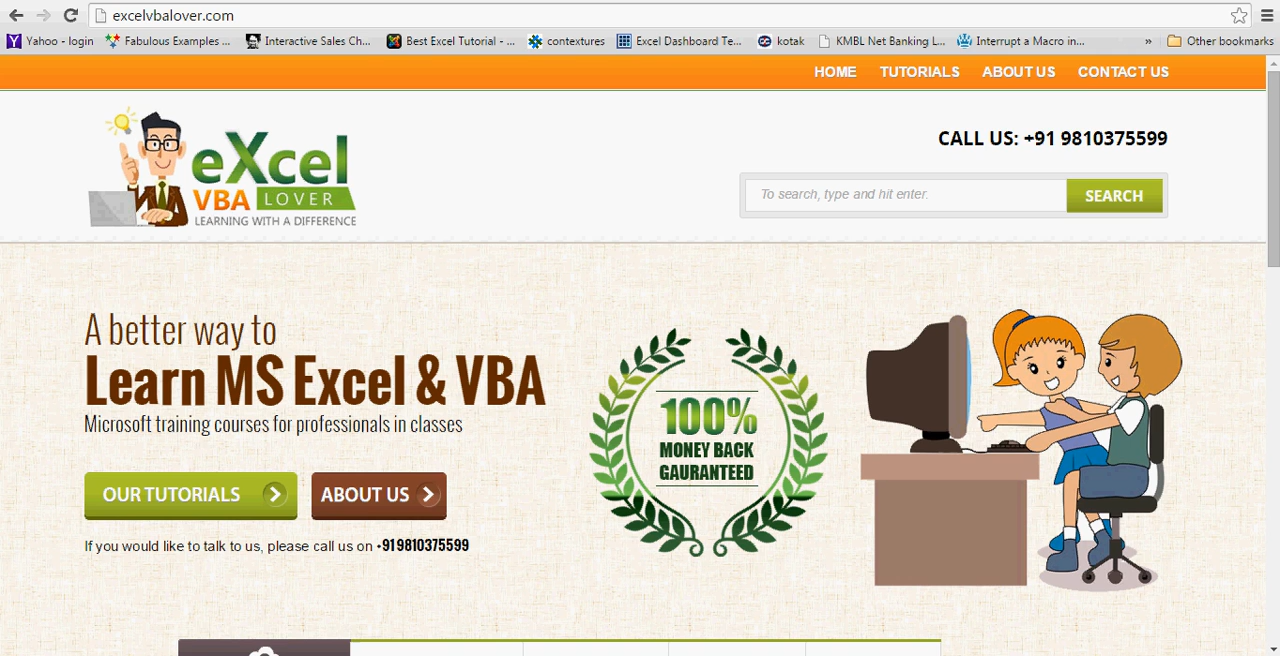 excelvbalover.com
Yahoo - login Fabulous Examples ... Interactive Sales Ch... Best Excel Tutorial - ... contextures Excel Dashboard Te... kotak KMBL Net Banking L... Interrupt a Macro in... » Other bookmarks
HOME TUTORIALS ABOUT US CONTACT US
eXcel
VBA LOVER
LEARNING WITH A DIFFERENCE
CALL US: +91 9810375599
To search, type and hit enter. SEARCH
A better way to
Learn MS Excel & VBA
Microsoft training courses for professionals in classes
100%
MONEY BACK
GAURANTEED
OUR TUTORIALS ABOUT US
If you would like to talk to us, please call us on +919810375599